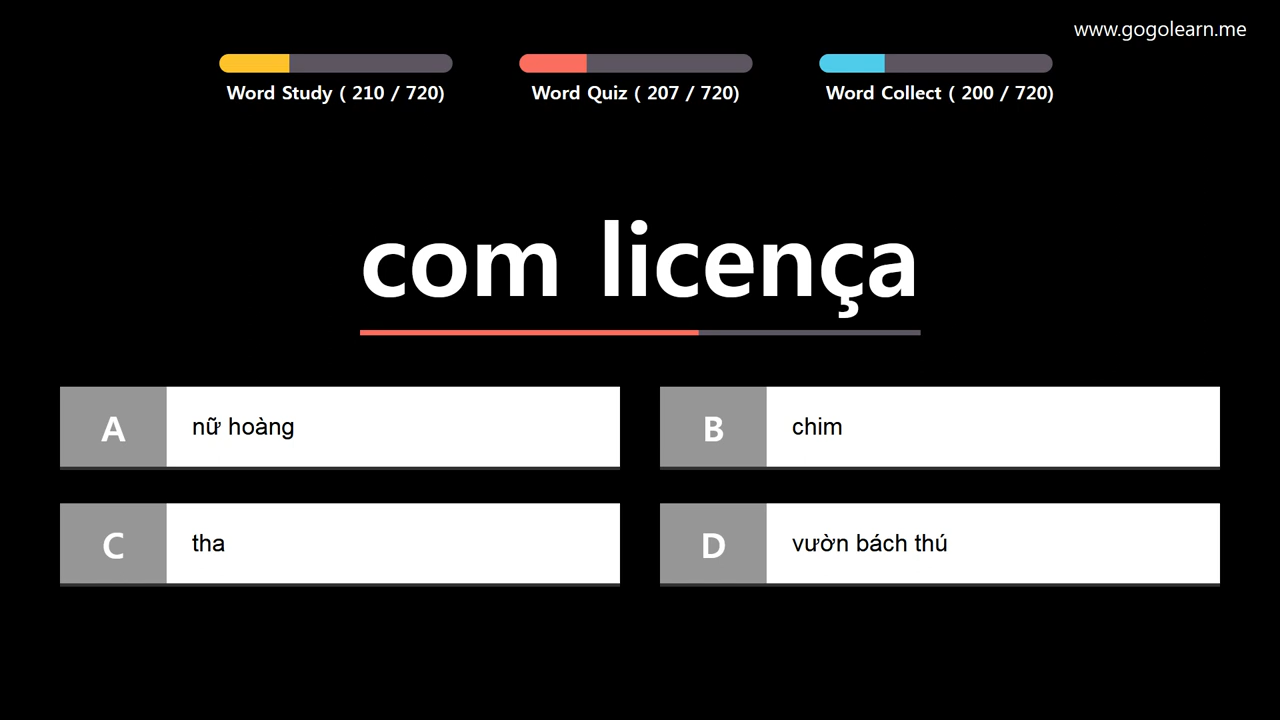 www.gogolearn.me
Word Study ( 210 / 720)
Word Quiz ( 207 / 720)
Word Collect ( 200 / 720)
com licença
A nữ hoàng
B chim
C tha
D vườn bách thú